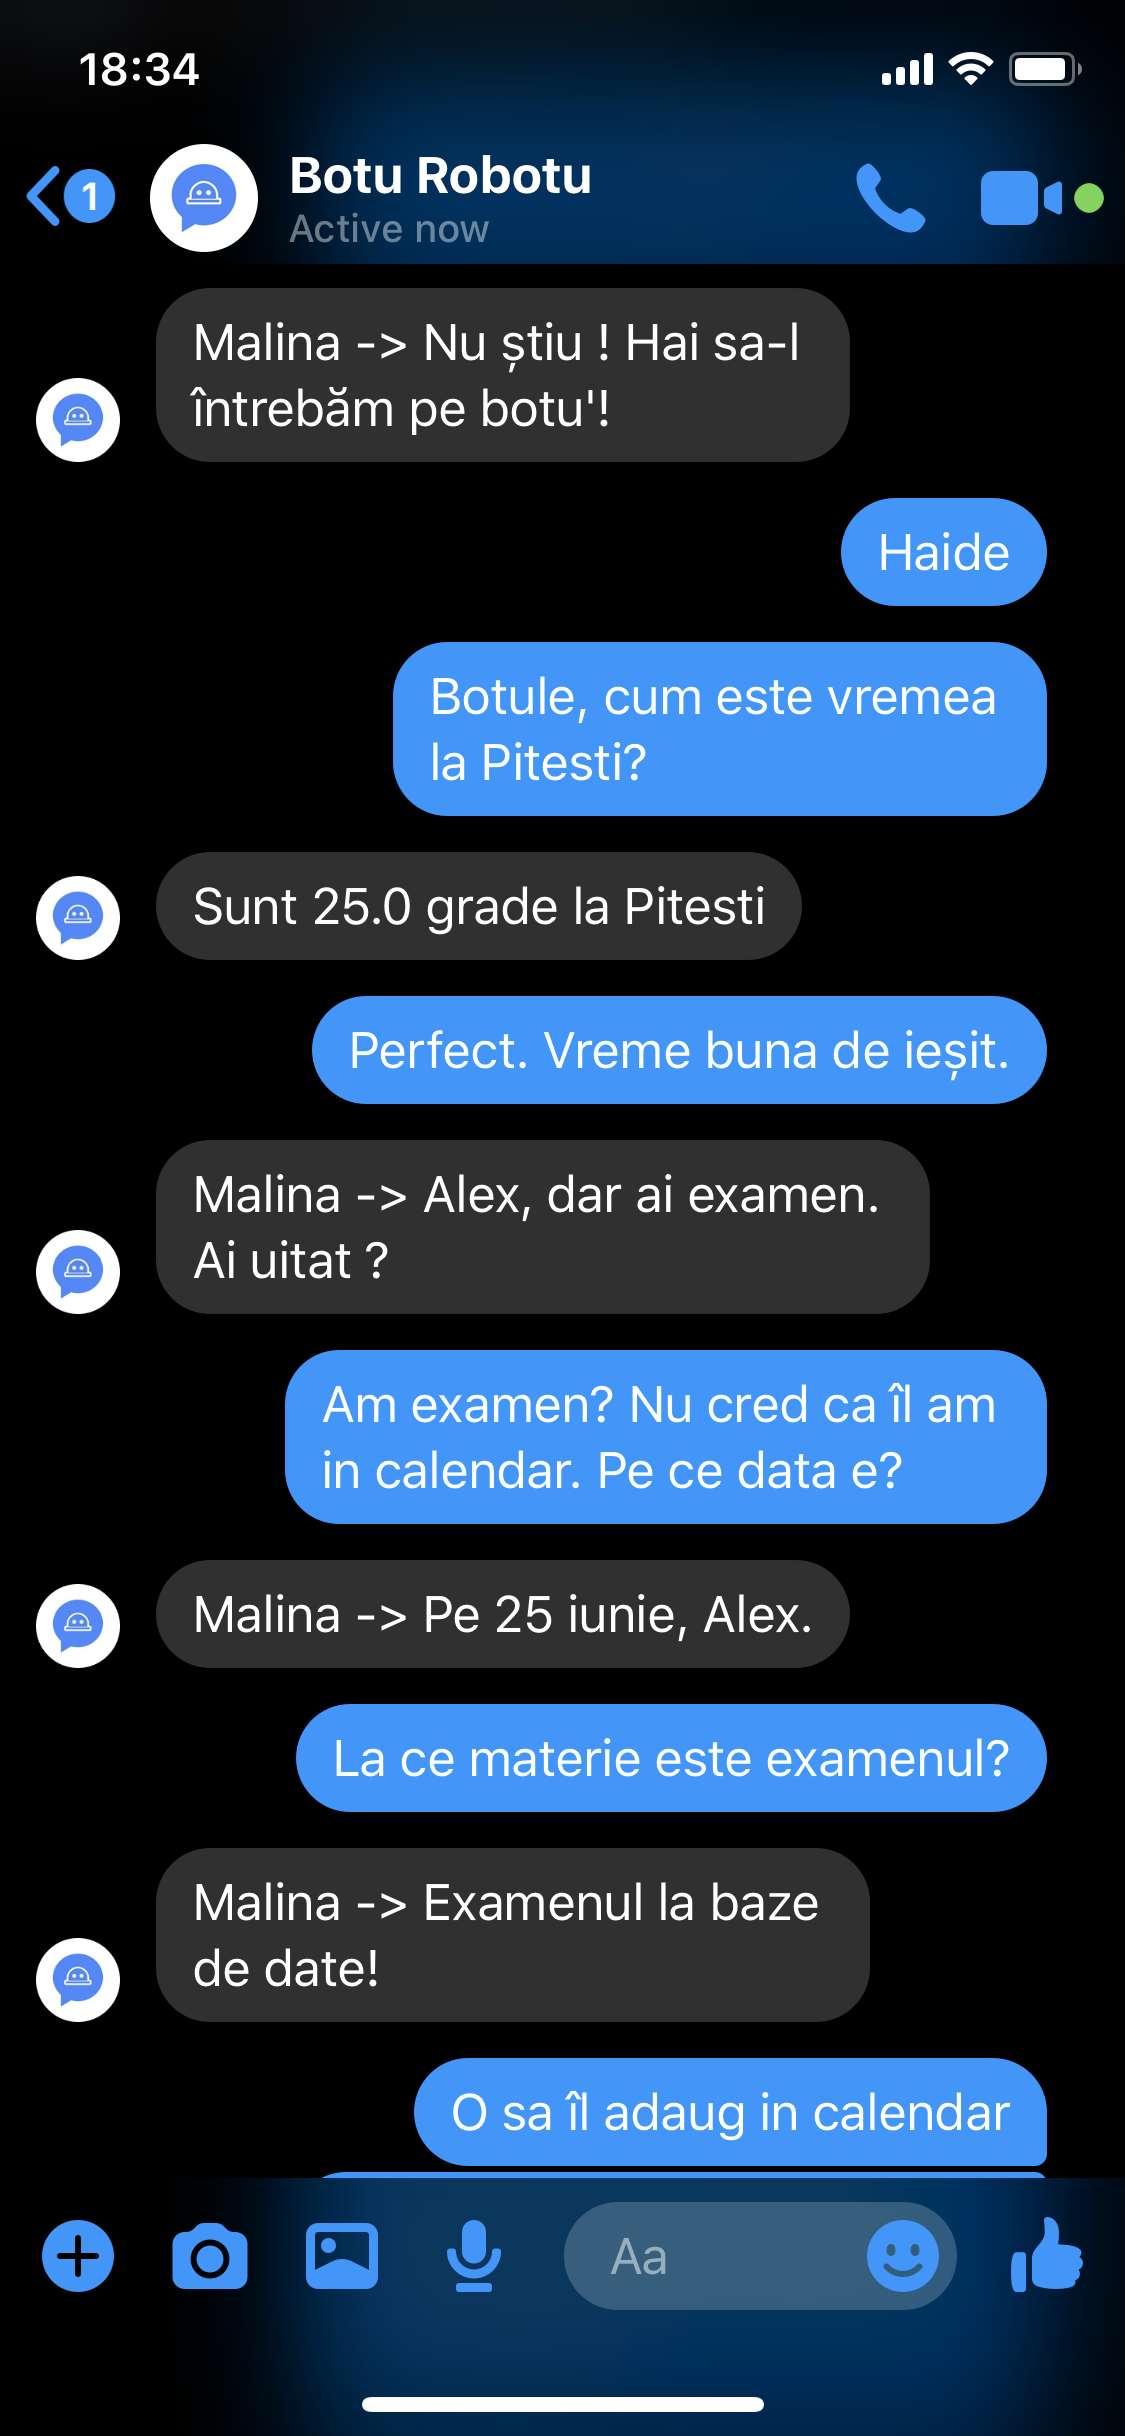 18:34
1
Botu Robotu
Active now
Malina -> Nu știu ! Hai sa-l
întrebăm pe botu'!
Haide
Botule, cum este vremea
la Pitesti?
Sunt 25.0 grade la Pitesti
Perfect. Vreme buna de ieșit.
Malina -> Alex, dar ai examen.
Ai uitat ?
Am examen? Nu cred ca îl am
in calendar. Pe ce data e?
Malina -> Pe 25 iunie, Alex.
La ce materie este examenul?
Malina -> Examenul la baze
de date!
O sa îl adaug in calendar
Aa